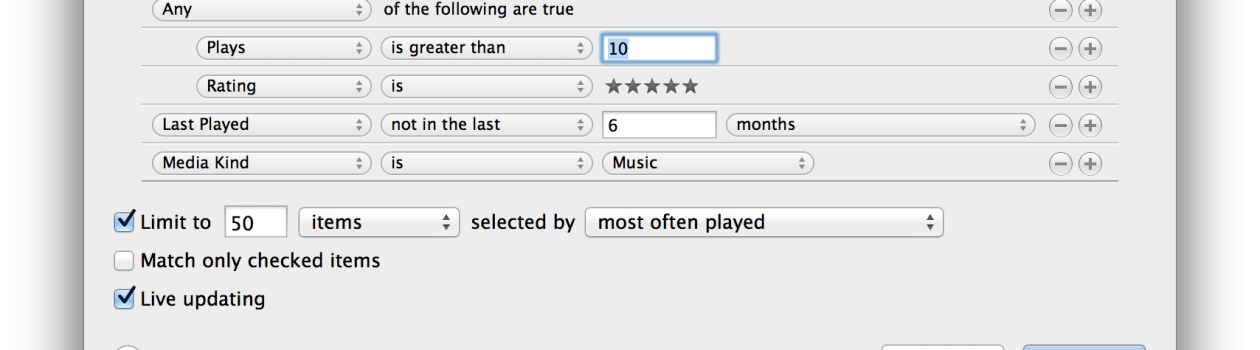 Any of the following are true
Plays is greater than 10
Rating is ★★★★★
Last Played not in the last 6 months
Media Kind is Music
Limit to 50 items selected by most often played
Match only checked items
Live updating